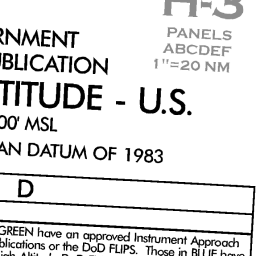 H-3
PANELS
ABCDEF
1"=20 NM
RNMENT
UBLICATION
TITUDE - U.S.
00' MSL
AN DATUM OF 1983
D
GREEN have an approved Instrument Approach
blications or the DoD FLIPS. Those in BLUE have